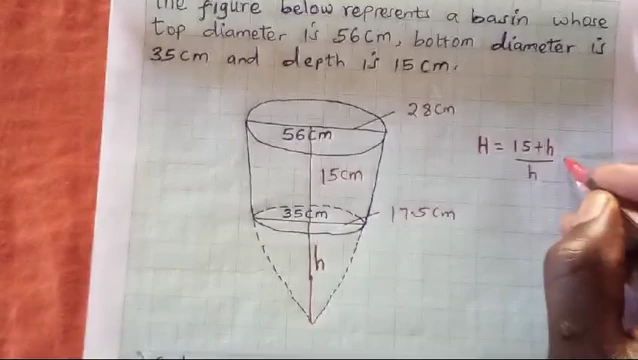 The figure below represents a basin whose
top diameter is 56cm, bottom diameter is
35cm and depth is 15cm.
28cm
56cm
H = 15+h
h
15cm
35cm
17.5cm
h